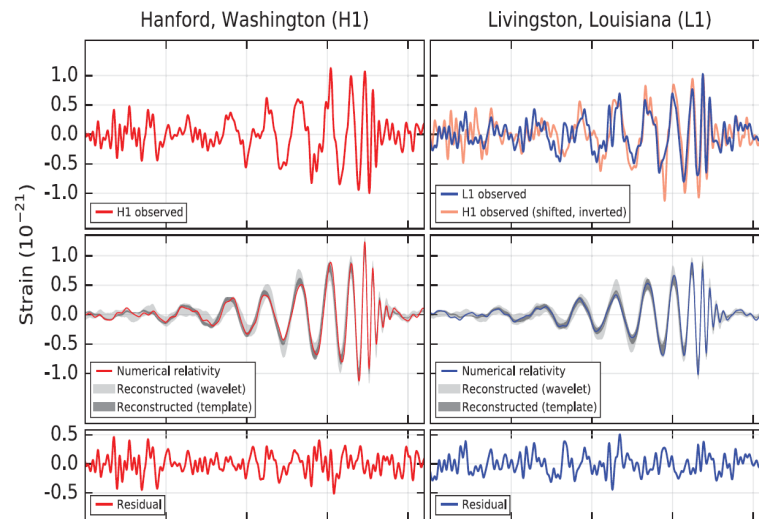 Hanford, Washington (H1)
Livingston, Louisiana (L1)
Strain (10⁻²¹)
1.0
0.5
0.0
-0.5
-1.0
H1 observed
L1 observed
H1 observed (shifted, inverted)
1.0
0.5
0.0
-0.5
-1.0
Numerical relativity
Reconstructed (wavelet)
Reconstructed (template)
Numerical relativity
Reconstructed (wavelet)
Reconstructed (template)
0.5
0.0
-0.5
Residual
Residual